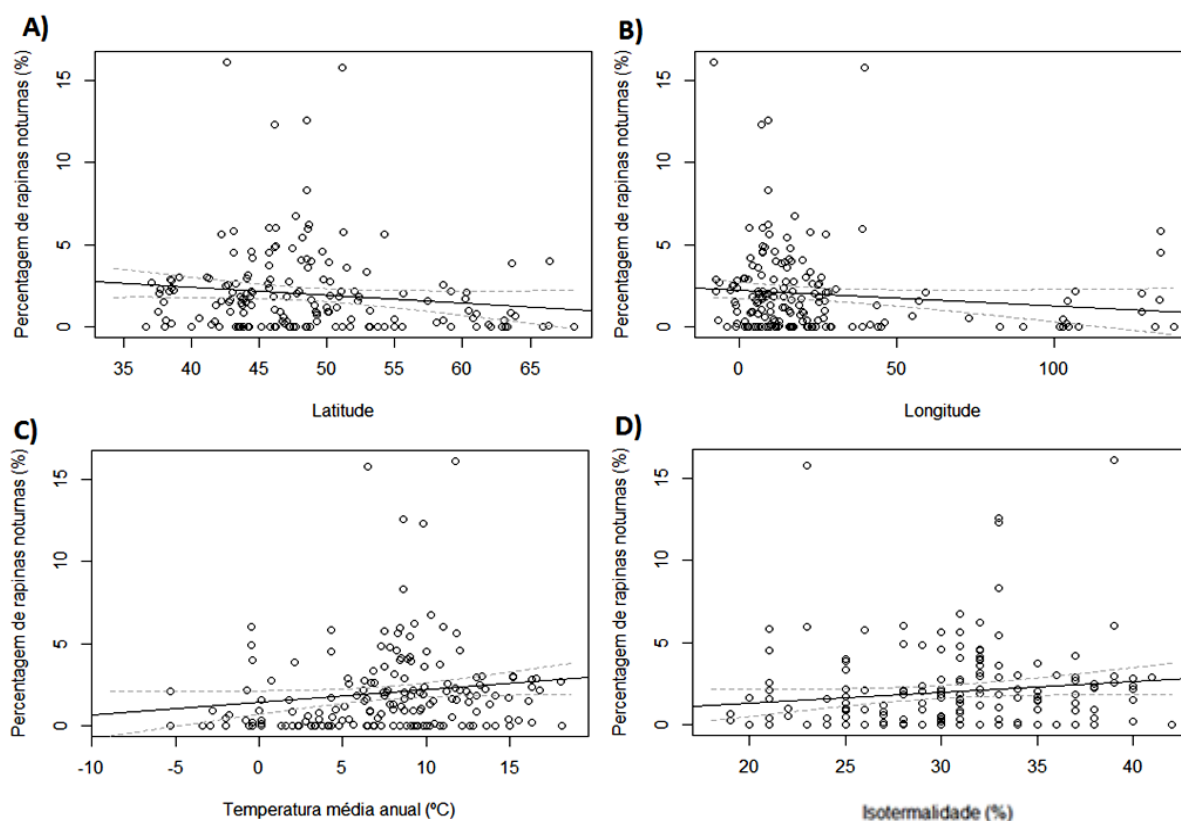 A)
Percentagem de rapinas noturnas (%)
15
10
5
0
35 40 45 50 55 60 65
Latitude
B)
Percentagem de rapinas noturnas (%)
15
10
5
0
0 50 100
Longitude
C)
Percentagem de rapinas noturnas (%)
15
10
5
0
-10 -5 0 5 10 15
Temperatura média anual (ºC)
D)
Percentagem de rapinas noturnas (%)
15
10
5
0
20 25 30 35 40
Isotermalidade (%)